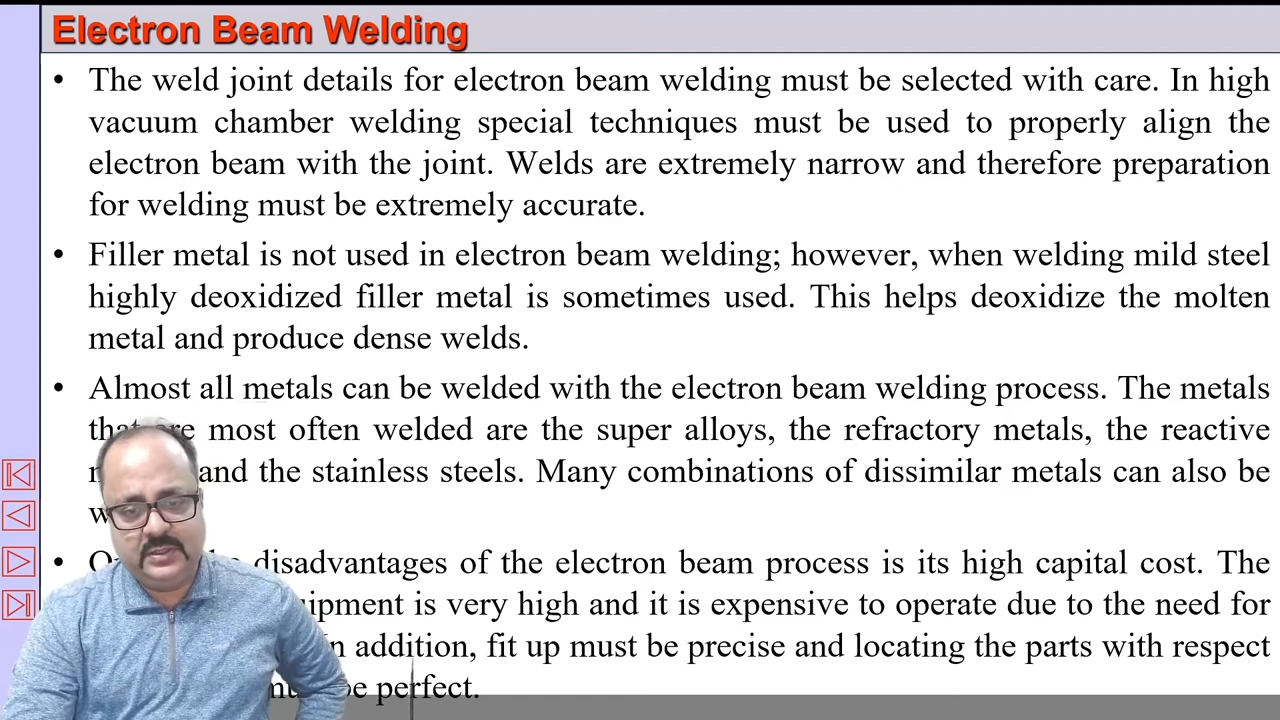 Electron Beam Welding
• The weld joint details for electron beam welding must be selected with care. In high
vacuum chamber welding special techniques must be used to properly align the
electron beam with the joint. Welds are extremely narrow and therefore preparation
for welding must be extremely accurate.
• Filler metal is not used in electron beam welding; however, when welding mild steel
highly deoxidized filler metal is sometimes used. This helps deoxidize the molten
metal and produce dense welds.
• Almost all metals can be welded with the electron beam welding process. The metals
that are most often welded are the super alloys, the refractory metals, the reactive
and the stainless steels. Many combinations of dissimilar metals can also be
• disadvantages of the electron beam process is its high capital cost. The
is very high and it is expensive to operate due to the need for
addition, fit up must be precise and locating the parts with respect
be perfect.